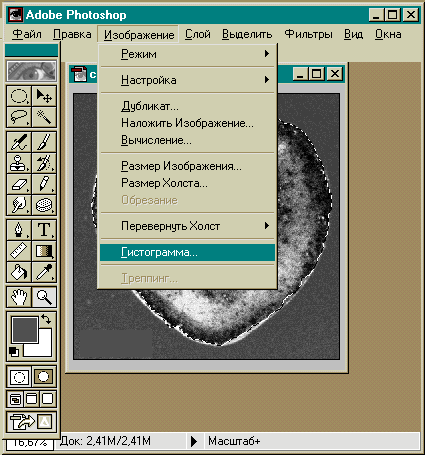 Adobe Photoshop
Файл Правка Изображение Слой Выделить Фильтры Вид Окна
Режим
Настройка
Дубликат...
Наложить Изображение...
Вычисление...
Размер Изображения...
Размер Холста...
Обрезание
Перевернуть Холст
Гистограмма...
Треппинг...
16,67% Док: 2,41M/2,41M Масштаб+